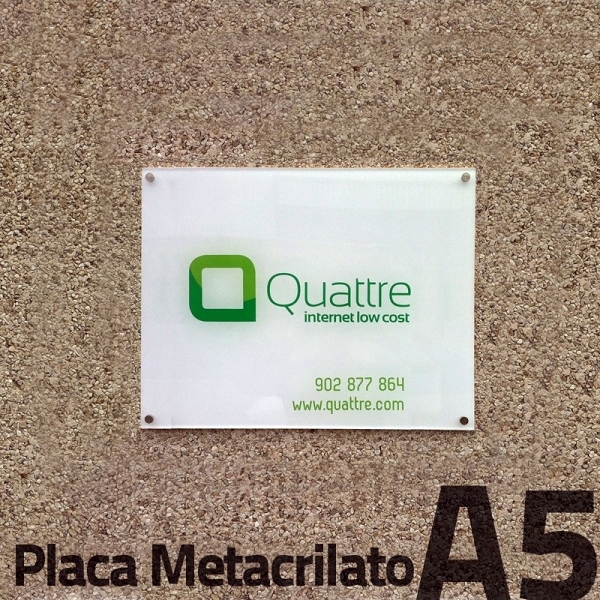 Quattre
internet low cost
902 877 864
www.quattre.com
Placa Metacrilato A5